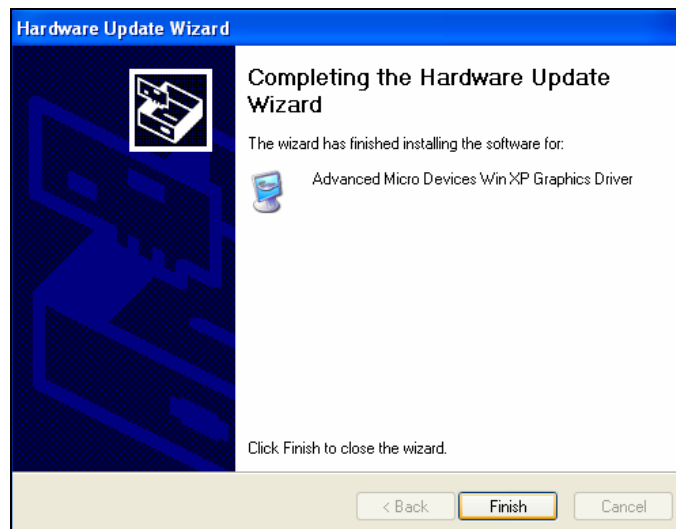 Hardware Update Wizard
Completing the Hardware Update
Wizard
The wizard has finished installing the software for:
Advanced Micro Devices Win XP Graphics Driver
Click Finish to close the wizard.
< Back
Finish
Cancel